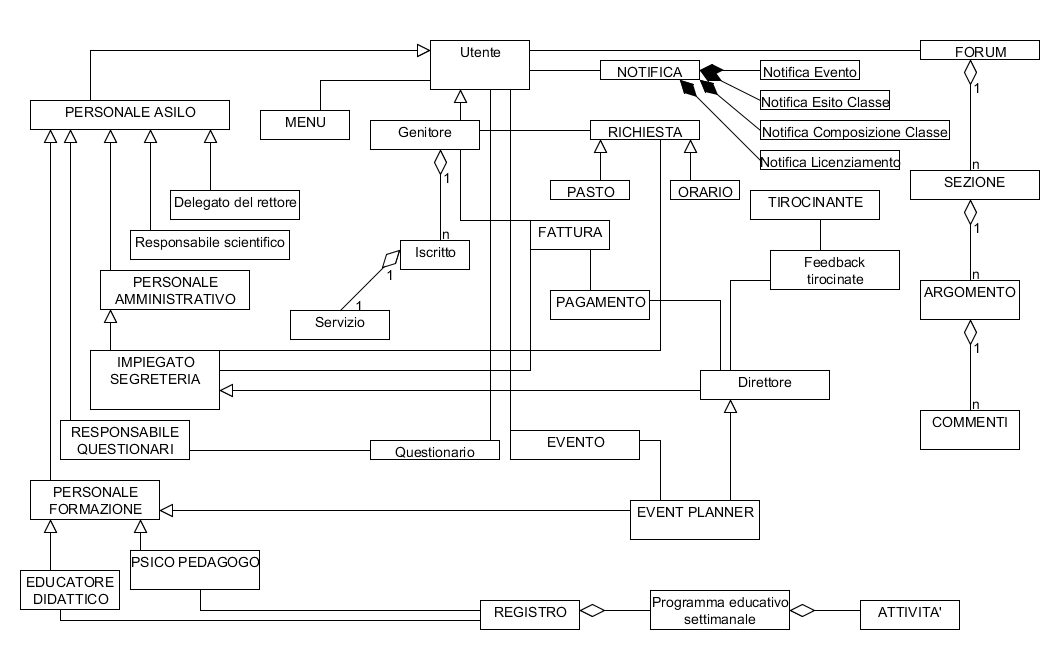 Utente
FORUM
NOTIFICA
Notifica Evento
1
PERSONALE ASILO
MENU
Genitore
RICHIESTA
Notifica Esito Classe
Notifica Composizione Classe
Notifica Licenziamento
n
1
PASTO
ORARIO
SEZIONE
Delegato del rettore
TIROCINANTE
1
Responsabile scientifico
n
Iscritto
FATTURA
1
1
Servizio
PERSONALE
AMMINISTRATIVO
Feedback
tirocinate
n
ARGOMENTO
PAGAMENTO
1
IMPIEGATO
SEGRETERIA
Direttore
n
COMMENTI
RESPONSABILE
QUESTIONARI
Questionario
EVENTO
PERSONALE
FORMAZIONE
EVENT PLANNER
PSICO PEDAGOGO
EDUCATORE
DIDATTICO
REGISTRO
Programma educativo
settimanale
ATTIVITA'